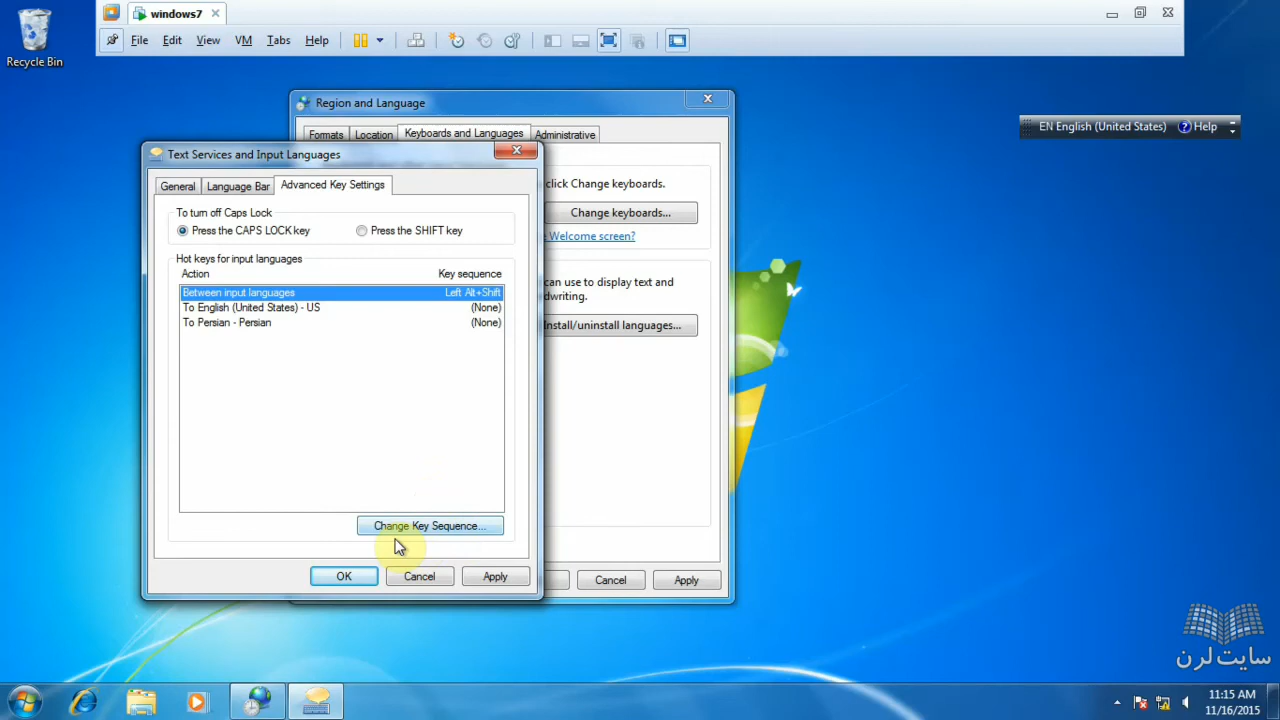 windows7
File Edit View VM Tabs Help
Recycle Bin
Region and Language
Formats Location Keyboards and Languages Administrative
EN English (United States) Help
Text Services and Input Languages
General Language Bar Advanced Key Settings
click Change keyboards.
To turn off Caps Lock
Change keyboards...
Press the CAPS LOCK key Press the SHIFT key
Welcome screen?
Hot keys for input languages
Action Key sequence
can use to display text and
Between input languages Left Alt+Shift
To English (United States) - US (None)
To Persian - Persian (None)
Install/uninstall languages...
Change Key Sequence...
OK Cancel Apply
Cancel Apply
سایت لرن
11:15 AM
11/16/2015